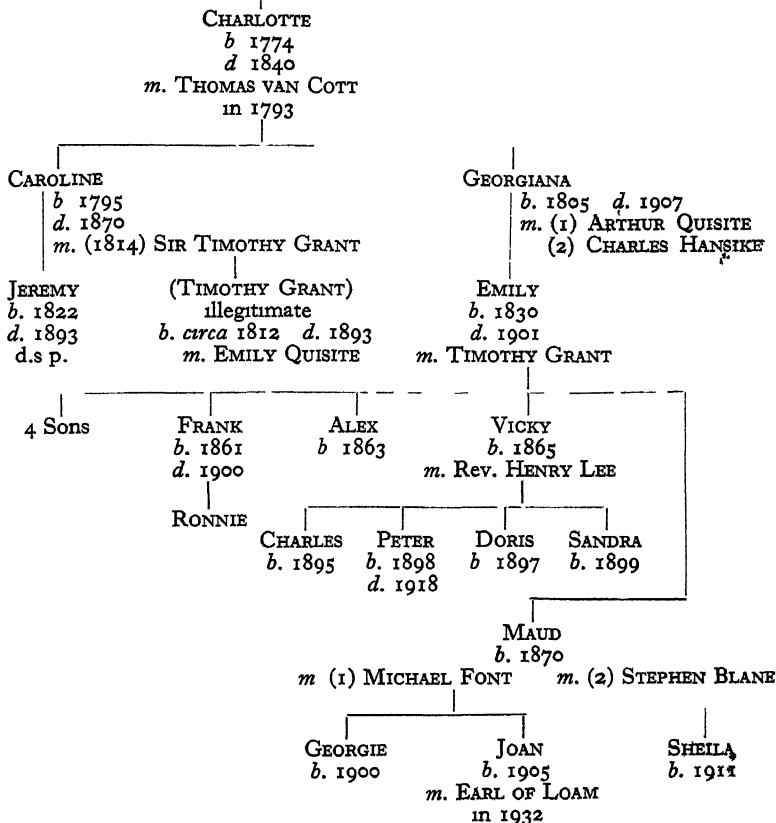 CHARLOTTE
b 1774
d 1840
m. THOMAS VAN COTT
in 1793
CAROLINE
b 1795
d. 1870
m. (1814) SIR TIMOTHY GRANT
GEORGIANA
b. 1805 d. 1907
m. (1) ARTHUR QUISITE
(2) CHARLES HANSIKE
JEREMY
b. 1822
d. 1893
d.s p.
(TIMOTHY GRANT)
illegitimate
b. circa 1812 d. 1893
m. EMILY QUISITE
EMILY
b. 1830
d. 1901
m. TIMOTHY GRANT
4 SONS
FRANK
b. 1861
d. 1900
RONNIE
ALEX
b 1863
VICKY
b. 1865
m. Rev. HENRY LEE
CHARLES
b. 1895
PETER
b. 1898
d. 1918
DORIS
b 1897
SANDRA
b. 1899
MAUD
b. 1870
m (1) MICHAEL FONT m. (2) STEPHEN BLANE
GEORGIE
b. 1900
JOAN
b. 1905
m. EARL OF LOAM
in 1932
SHEILA
b. 1911